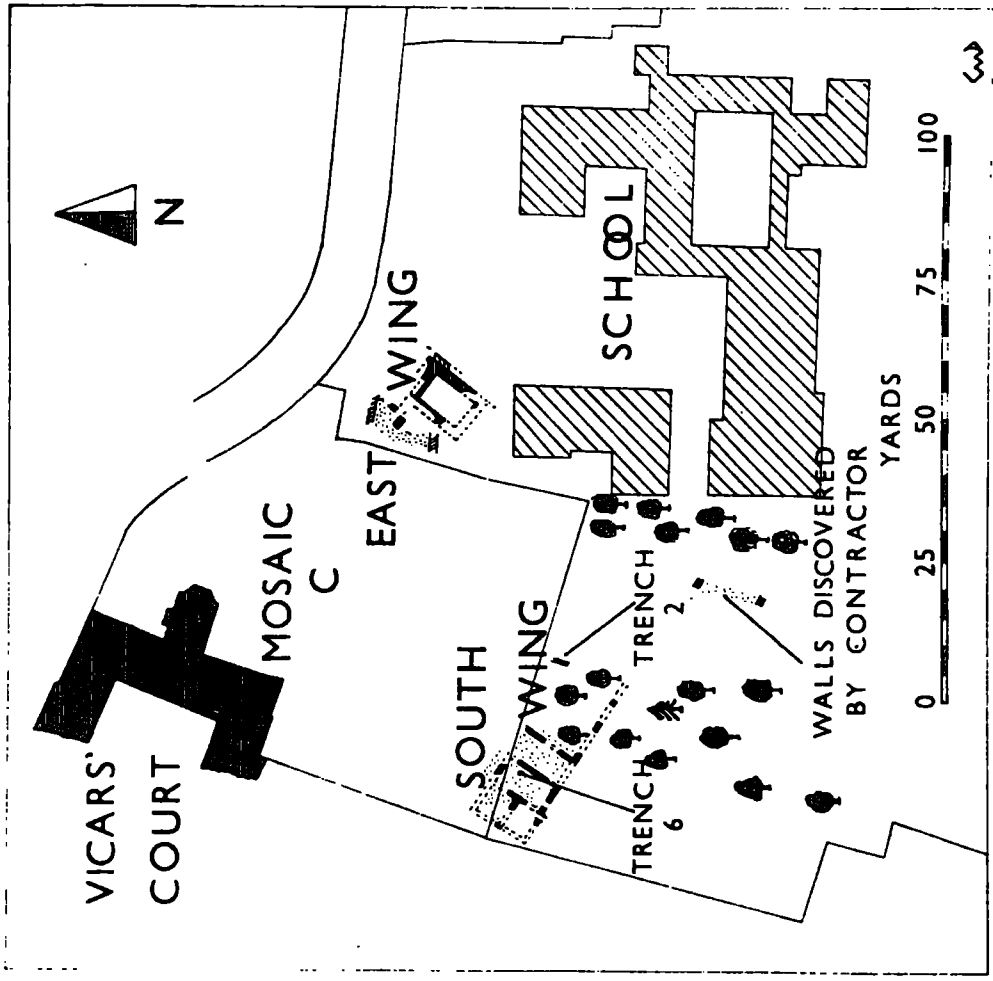 VICARS'
COURT
N
MOSAIC
C
EAST WING
SOUTH
WING
SCHOOL
TRENCH
2
TRENCH
6
WALLS DISCOVERED
BY CONTRACTOR
0 25 50 75 100
YARDS